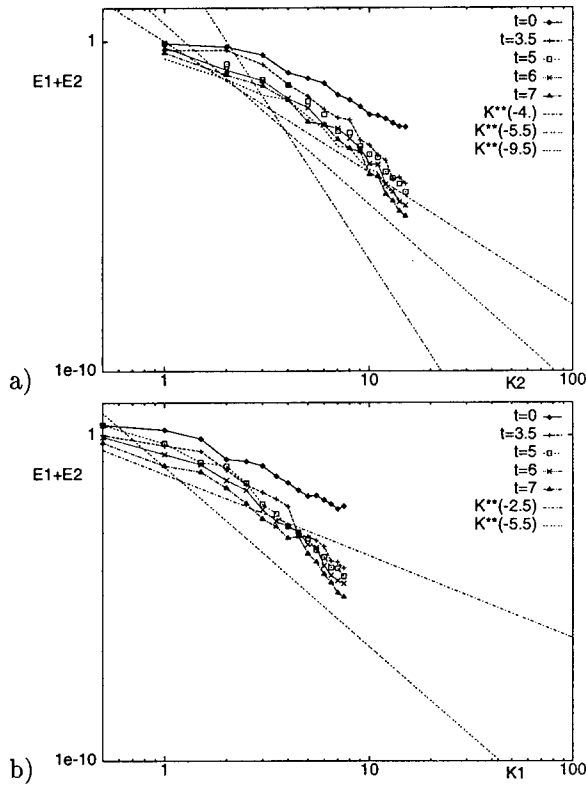 1
E1+E2
t=0
t=3.5
t=5
t=6
t=7
K**(-4.)
K**(-5.5)
K**(-9.5)
1e-10
1
10
K2
100
a)
1
E1+E2
t=0
t=3.5
t=5
t=6
t=7
K**(-2.5)
K**(-5.5)
1e-10
1
10
K1
100
b)